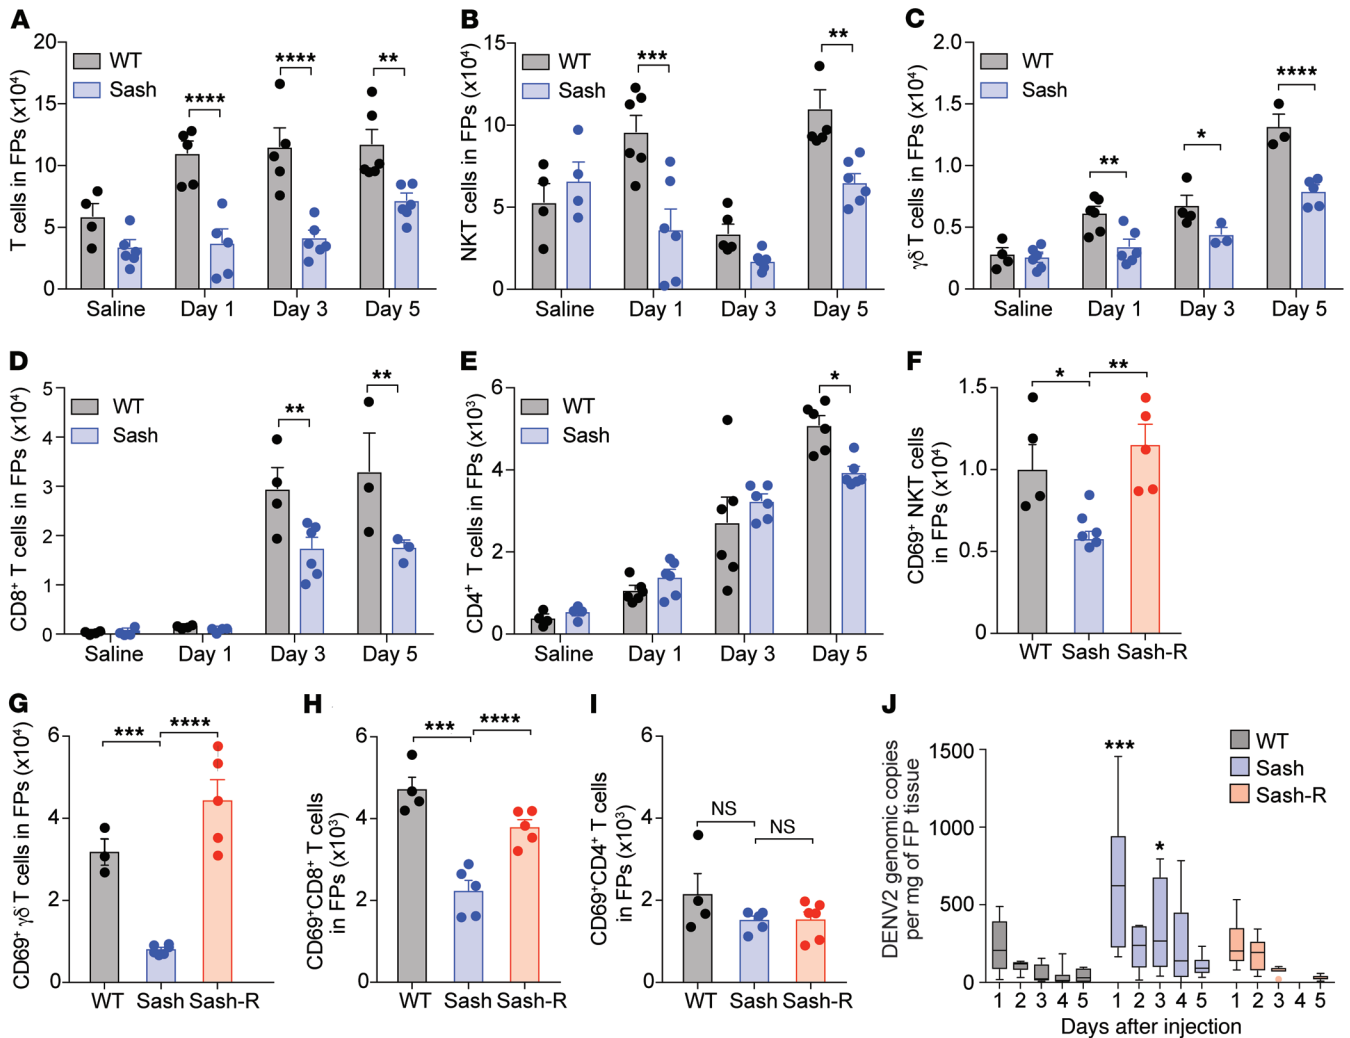 A
T cells in FPs (x10⁴)
20
15
10
5
0
WT
Sash
****
****
**
Saline Day 1 Day 3 Day 5
B
NKT cells in FPs (x10⁴)
15
10
5
0
WT
Sash
***
**
Saline Day 1 Day 3 Day 5
C
γδT cells in FPs (x10⁴)
2.0
1.5
1.0
0.5
0
WT
Sash
**
*
****
Saline Day 1 Day 3 Day 5
D
CD8⁺ T cells in FPs (x10⁴)
5
4
3
2
1
0
WT
Sash
**
**
Saline Day 1 Day 3 Day 5
E
CD4⁺ T cells in FPs (x10³)
6
4
2
0
WT
Sash
*
Saline Day 1 Day 3 Day 5
F
CD69⁺ NKT cells
in FPs (x10⁴)
1.5
1.0
0.5
0
*
**
WT Sash Sash-R
G
CD69⁺ γδT cells in FPs (x10⁴)
6
4
2
0
***
****
WT Sash Sash-R
H
CD69⁺CD8⁺ T cells
in FPs (x10³)
6
4
2
0
***
****
WT Sash Sash-R
I
CD69⁺CD4⁺ T cells
in FPs (x10³)
6
4
2
0
NS
NS
WT Sash Sash-R
J
DENV2 genomic copies
per mg of FP tissue
1500
1000
500
0
***
*
WT
Sash
Sash-R
1 2 3 4 5 1 2 3 4 5 1 2 3 4 5
Days after injection